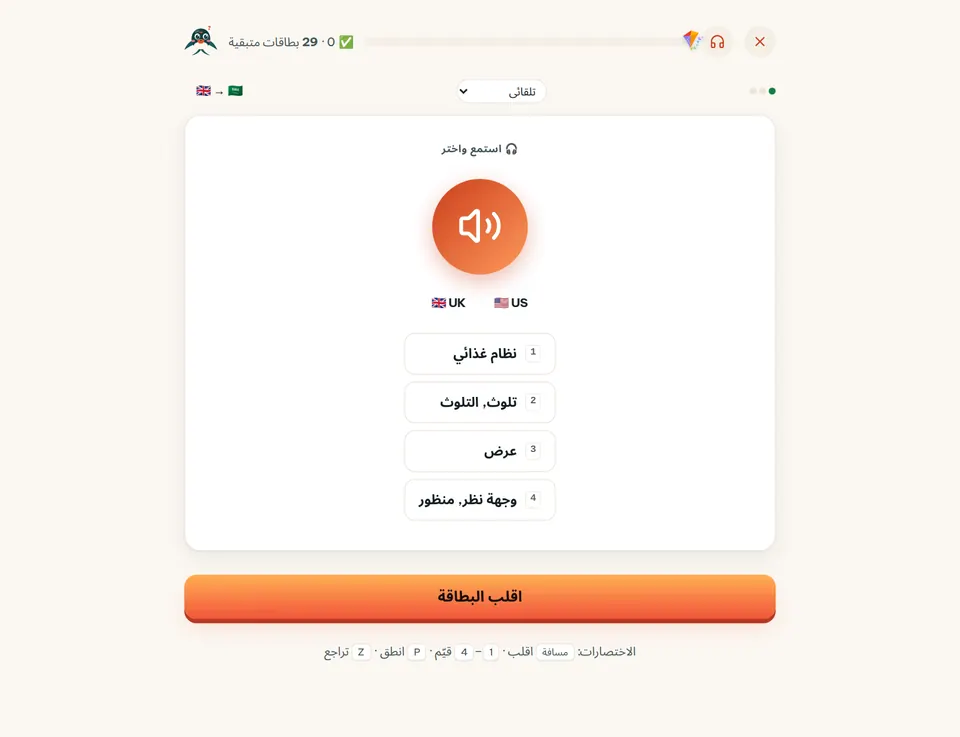 ✅ 0 · 29 بطاقات متبقية
تلقائي
🎧 استمع واختر
🇬🇧 UK
🇺🇸 US
1 نظام غذائي
2 تلوث, التلوث
3 عرض
4 وجهة نظر, منظور
اقلب البطاقة
الاختصارات: مسافة اقلب · 1 – 4 قيّم · P انطق · Z تراجع